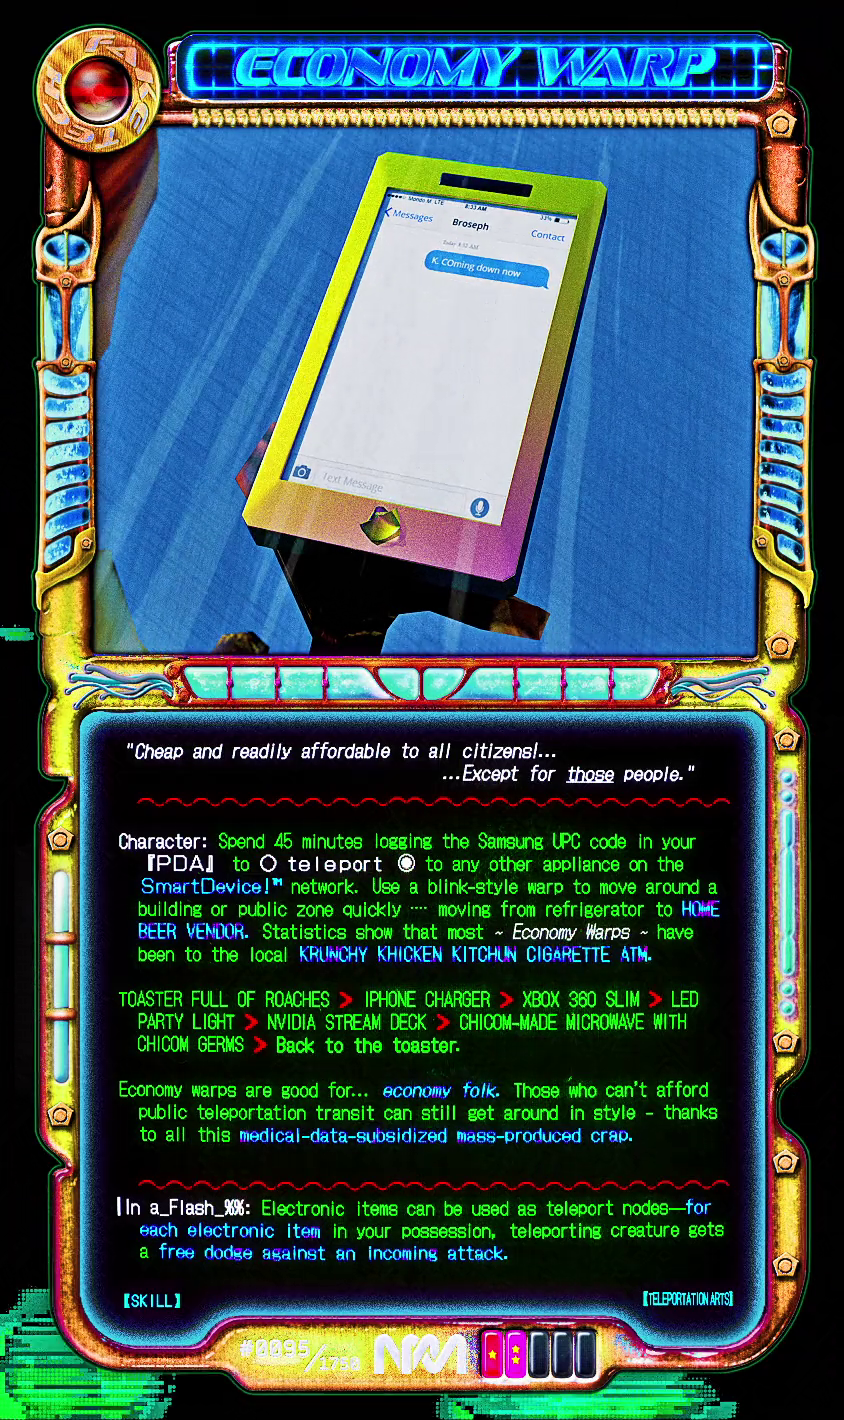 FAKE TECH
ECONOMY WARP
Mondo M LTE 8:33 AM 33%
Messages Broseph Contact
Today 8:32 AM
K. COming down now
Text Message
"Cheap and readily affordable to all citizens!...
...Except for those people."
Character: Spend 45 minutes logging the Samsung UPC code in your
『PDA』 to ○ teleport ◉ to any other appliance on the
SmartDevice!™ network. Use a blink-style warp to move around a
building or public zone quickly ···· moving from refrigerator to HOME
BEER VENDOR. Statistics show that most ~ Economy Warps ~ have
been to the local KRUNCHY KHICKEN KITCHUN CIGARETTE ATM.
TOASTER FULL OF ROACHES > IPHONE CHARGER > XBOX 360 SLIM > LED
PARTY LIGHT > NVIDIA STREAM DECK > CHICOM-MADE MICROWAVE WITH
CHICOM GERMS > Back to the toaster.
Economy warps are good for... economy folk. Those who can't afford
public teleportation transit can still get around in style - thanks
to all this medical-data-subsidized mass-produced crap.
In a_Flash_%%: Electronic items can be used as teleport nodes—for
each electronic item in your possession, teleporting creature gets
a free dodge against an incoming attack.
【SKILL】 【TELEPORTATION ARTS】
#0095/1750 NM